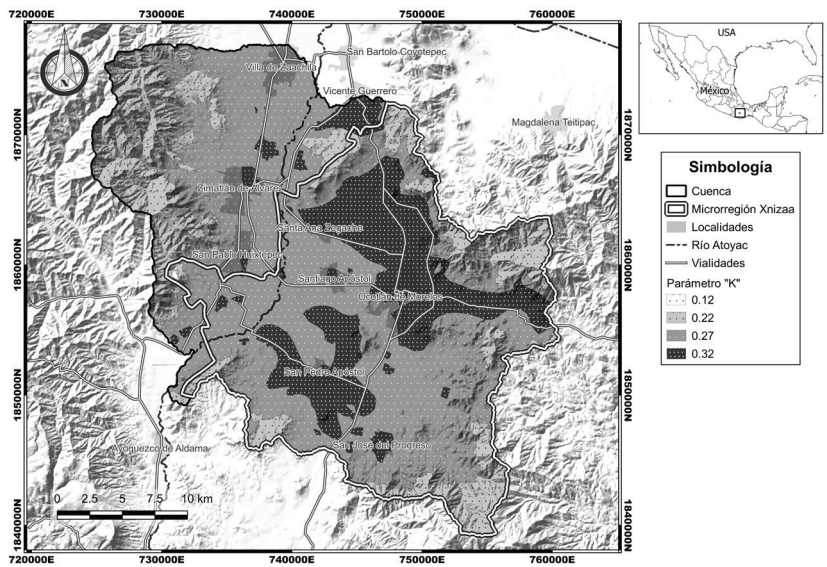 720000E 730000E 740000E 750000E 760000E
USA
México
San Bartolo Coyotepec
Villa de Zaachila
Vicente Guerrero
Magdalena Teitipac
1870000N 1870000N
Zimatlán de Álvarez
Santa Ana Zegache
San Pablo Huixtepec
1860000N 1860000N
Santiago Apóstol
Ocotlán de Morelos
San Pedro Apóstol
1850000N 1850000N
San José del Progreso
Ayoquezco de Aldama
0 2.5 5 7.5 10 km
1840000N 1840000N
720000E 730000E 740000E 750000E 760000E
N
Simbología
Cuenca
Microrregión Xnizaa
Localidades
Río Atoyac
Vialidades
Parámetro "K"
0.12
0.22
0.27
0.32